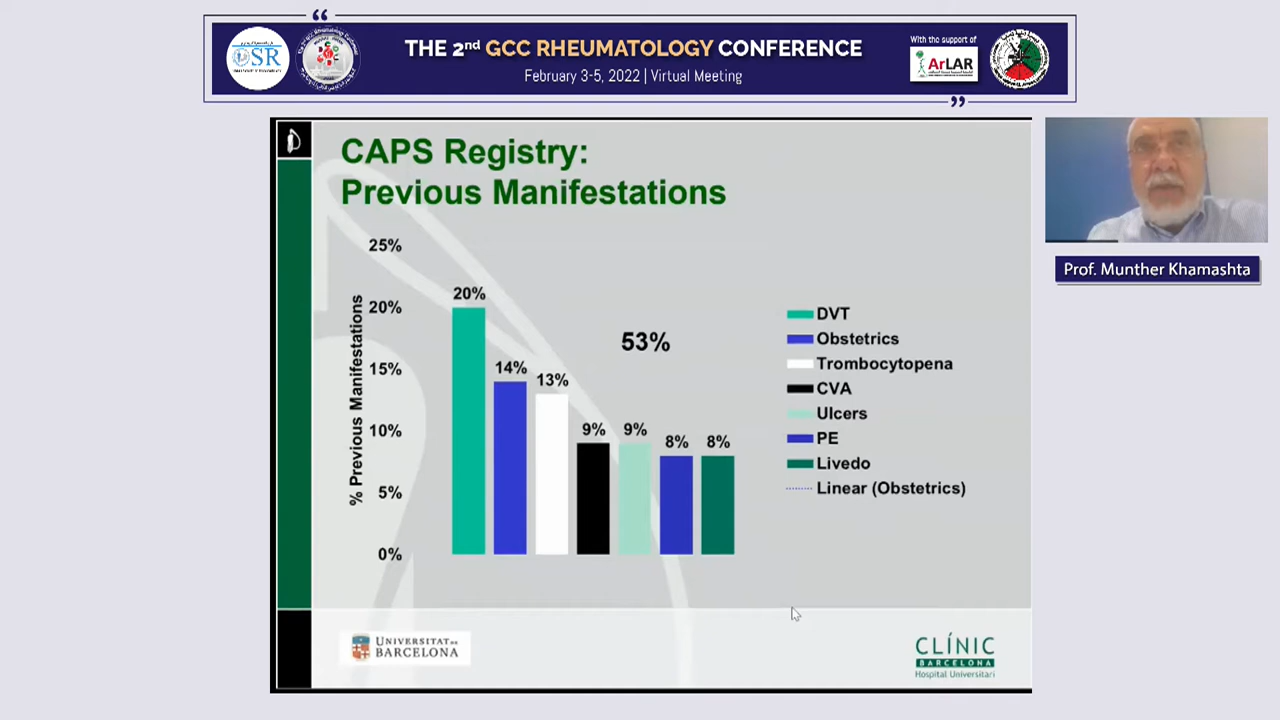 “
THE 2nd GCC RHEUMATOLOGY CONFERENCE
February 3-5, 2022 | Virtual Meeting
OSR
With the support of
ArLAR
”
Prof. Munther Khamashta
CAPS Registry:
Previous Manifestations
% Previous Manifestations
25%
20%
15%
10%
5%
0%
20%
14%
13%
9%
9%
8%
8%
53%
DVT
Obstetrics
Trombocytopena
CVA
Ulcers
PE
Livedo
Linear (Obstetrics)
UNIVERSITAT DE
BARCELONA
CLÍNIC
BARCELONA
Hospital Universitari